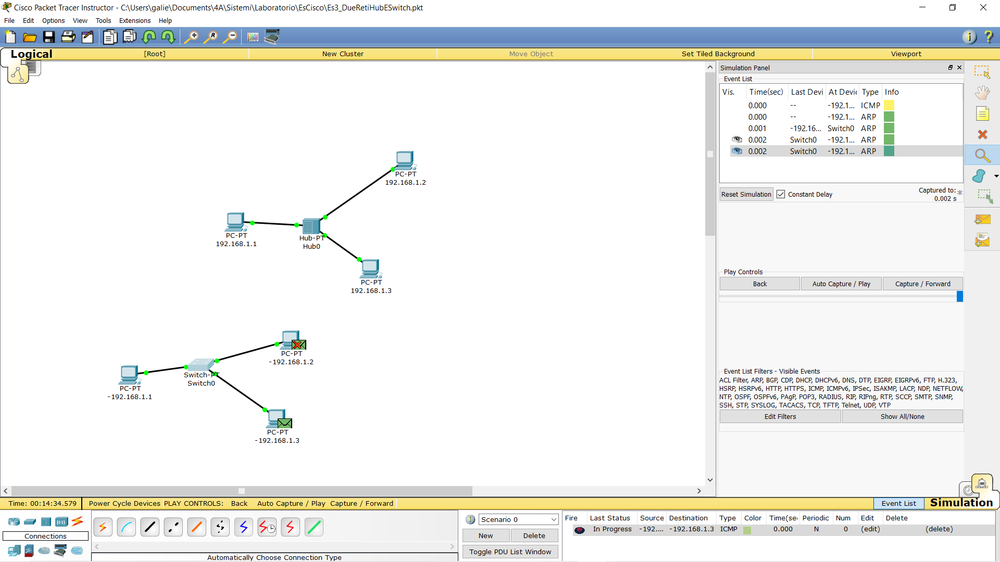 Cisco Packet Tracer Instructor - C:\Users\galie\Documents\4A\Sistemi\Laboratorio\EsCisco\Es3_DueRetiHubESwitch.pkt
File Edit Options View Tools Extensions Help
Logical [Root] New Cluster Move Object Set Tiled Background Viewport
Simulation Panel
Event List
Vis. Time(sec) Last Devi At Devic Type Info
0.000 -- -192.1... ICMP
0.000 -- -192.1... ARP
0.001 -192.16... Switch0 ARP
0.002 Switch0 -192.1... ARP
0.002 Switch0 -192.1... ARP
Reset Simulation Constant Delay Captured to:
0.002 s
PC-PT
192.168.1.2
PC-PT
192.168.1.1
Hub-PT
Hub0
PC-PT
192.168.1.3
PC-PT
-192.168.1.2
Switch-PT
Switch0
PC-PT
-192.168.1.1
PC-PT
-192.168.1.3
Play Controls
Back Auto Capture / Play Capture / Forward
Event List Filters - Visible Events
ACL Filter, ARP, BGP, CDP, DHCP, DHCPv6, DNS, DTP, EIGRP, EIGRPv6, FTP, H.323,
HSRP, HSRPv6, HTTP, HTTPS, ICMP, ICMPv6, IPSec, ISAKMP, LACP, NDP, NETFLOW,
NTP, OSPF, OSPFv6, PAgP, POP3, RADIUS, RIP, RIPng, RTP, SCCP, SMTP, SNMP,
SSH, STP, SYSLOG, TACACS, TCP, TFTP, Telnet, UDP, VTP
Edit Filters Show All/None
Time: 00:14:34.579 Power Cycle Devices PLAY CONTROLS: Back Auto Capture / Play Capture / Forward Event List Simulation
Connections
Automatically Choose Connection Type
Scenario 0
New Delete
Toggle PDU List Window
Fire Last Status Source Destination Type Color Time(sec Periodic Num Edit Delete
In Progress -192.... -192.168.1.3 ICMP 0.000 N 0 (edit) (delete)